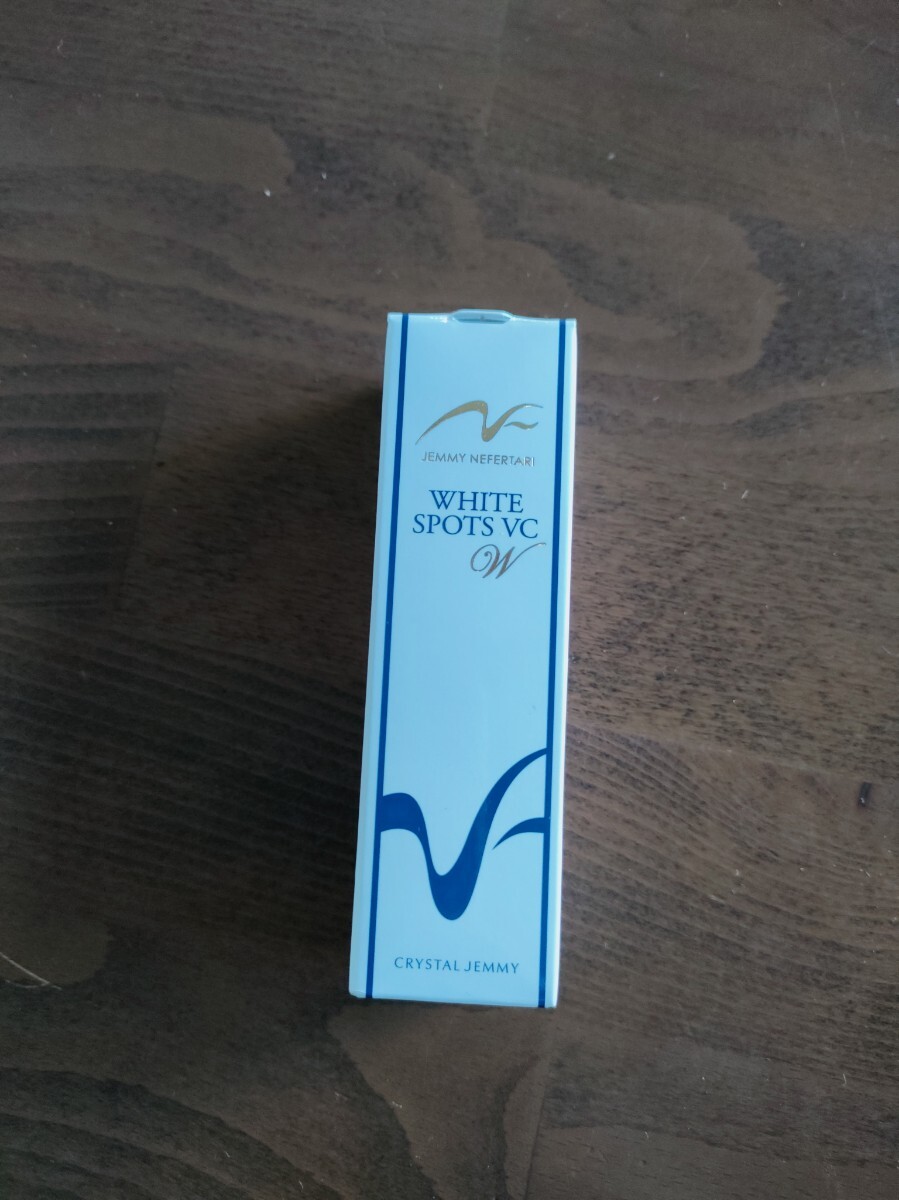 JEMMY NEFERTARI
WHITE
SPOTS VC
W
CRYSTAL JEMMY